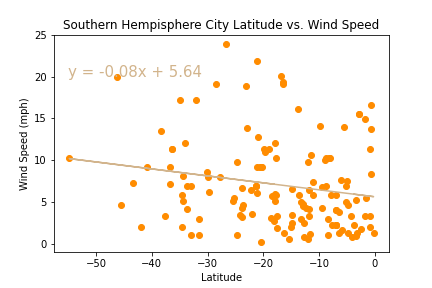 Southern Hempisphere City Latitude vs. Wind Speed
25
y = -0.08x + 5.64
20
15
10
5
0
Wind Speed (mph)
−50 −40 −30 −20 −10 0
Latitude